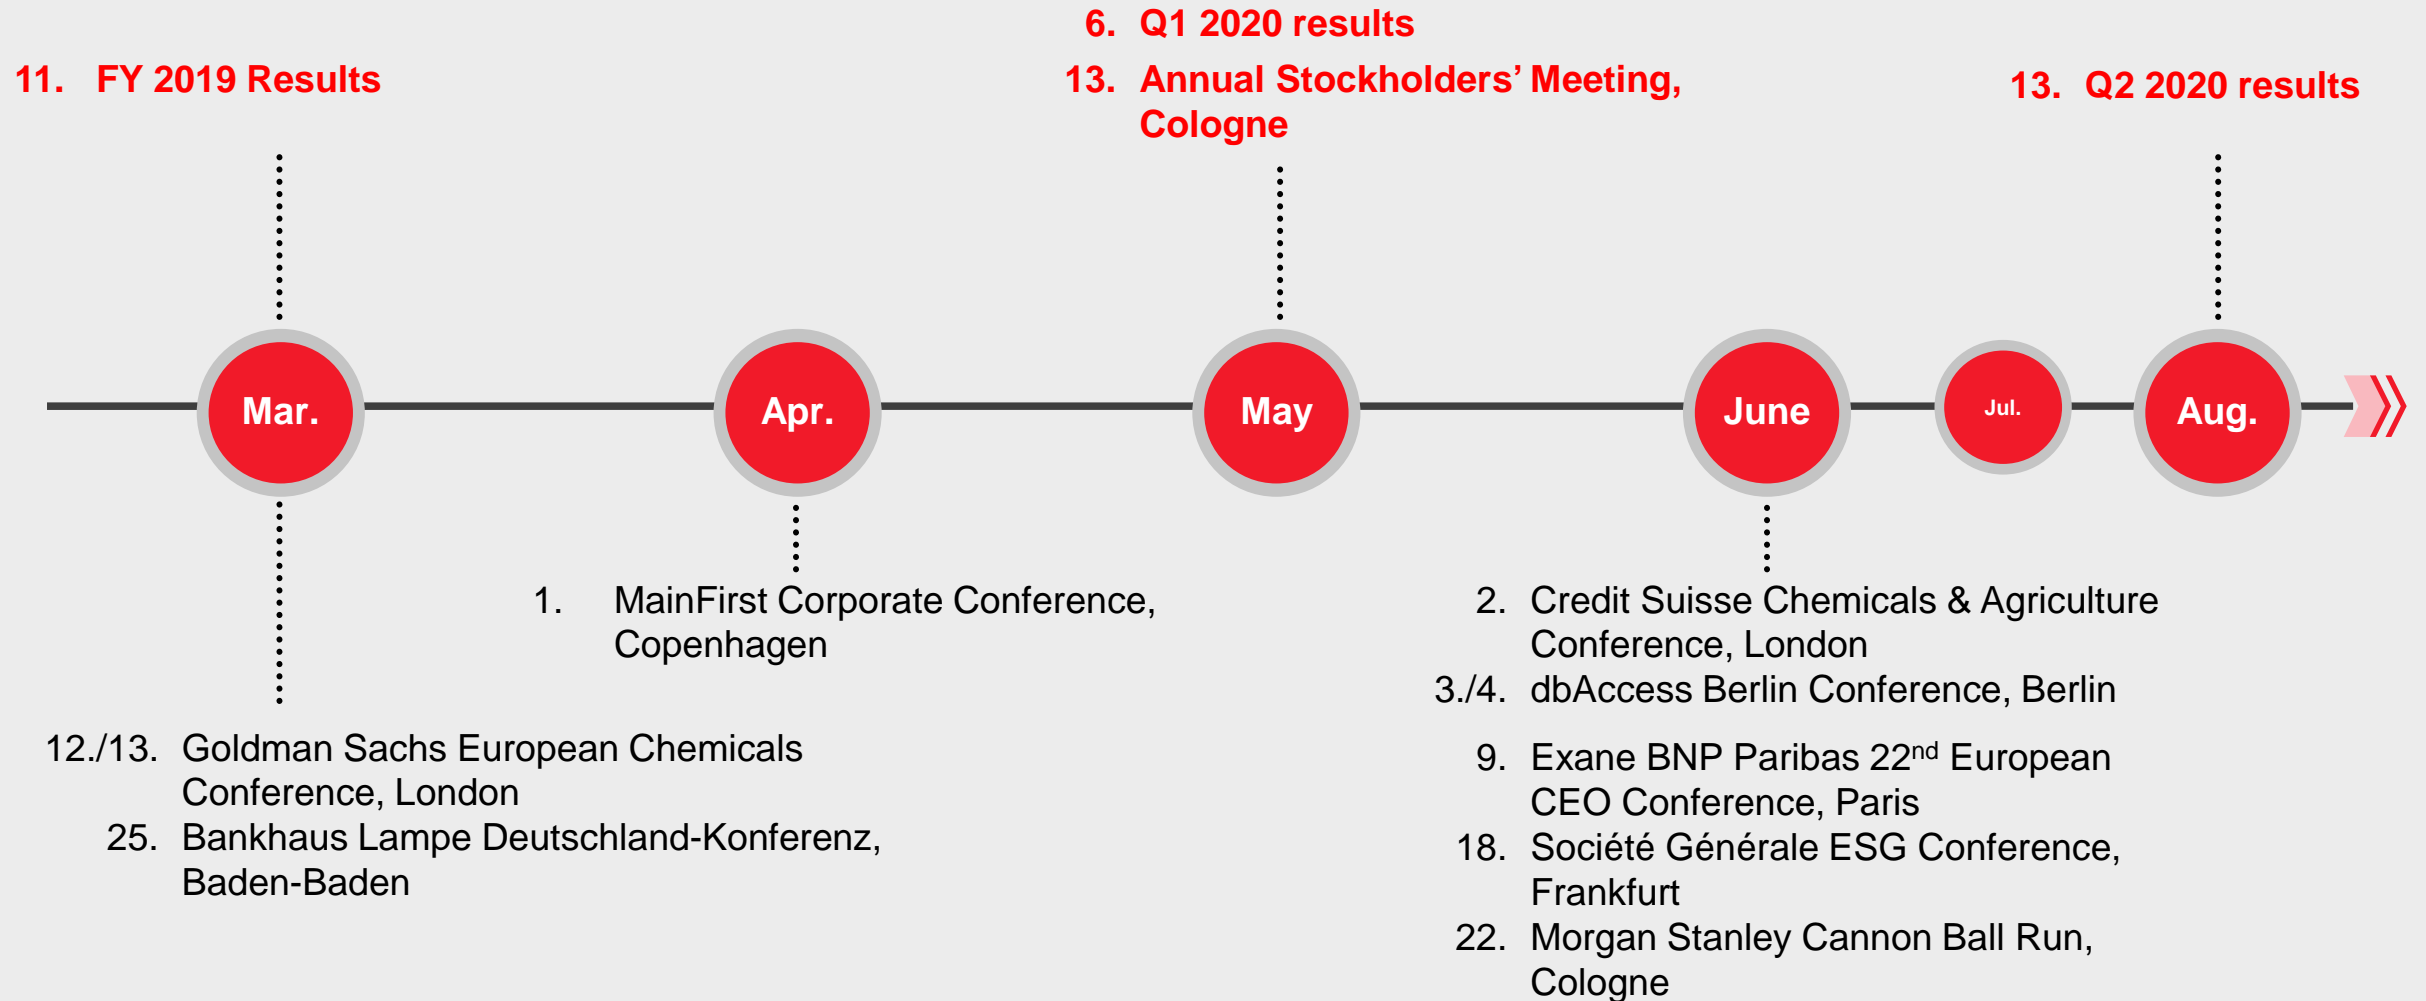 11. FY 2019 Results
6. Q1 2020 results
13. Annual Stockholders’ Meeting,
Cologne
13. Q2 2020 results
Mar.
Apr.
May
June
Jul.
Aug.
12./13. Goldman Sachs European Chemicals
Conference, London
25. Bankhaus Lampe Deutschland-Konferenz,
Baden-Baden
1. MainFirst Corporate Conference,
Copenhagen
2. Credit Suisse Chemicals & Agriculture
Conference, London
3./4. dbAccess Berlin Conference, Berlin
9. Exane BNP Paribas 22nd European
CEO Conference, Paris
18. Société Générale ESG Conference,
Frankfurt
22. Morgan Stanley Cannon Ball Run,
Cologne